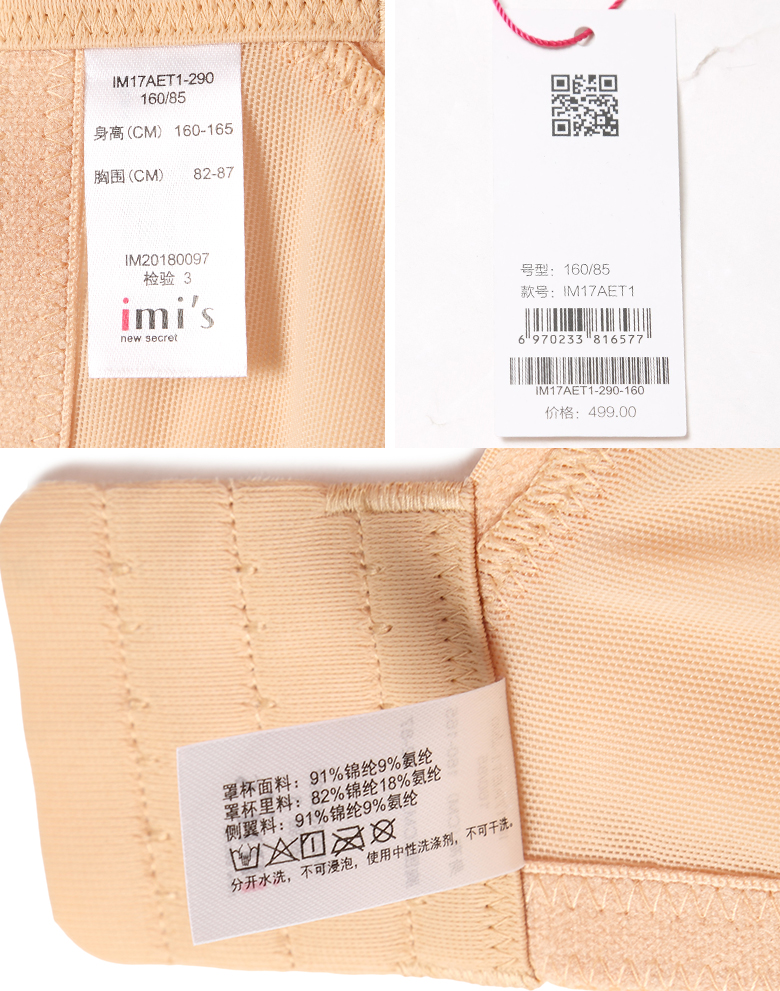 IM17AET1-290
160/85
身高(CM) 160-165
胸围(CM) 82-87
IM20180097
检验 3
imi's
new secret
号型: 160/85
款号: IM17AET1
6 970233 816577
IM17AET1-290-160
价格: 499.00
罩杯面料: 91%锦纶9%氨纶
罩杯里料: 82%锦纶18%氨纶
侧翼料: 91%锦纶9%氨纶
分开水洗, 不可浸泡, 使用中性洗涤剂, 不可干洗.